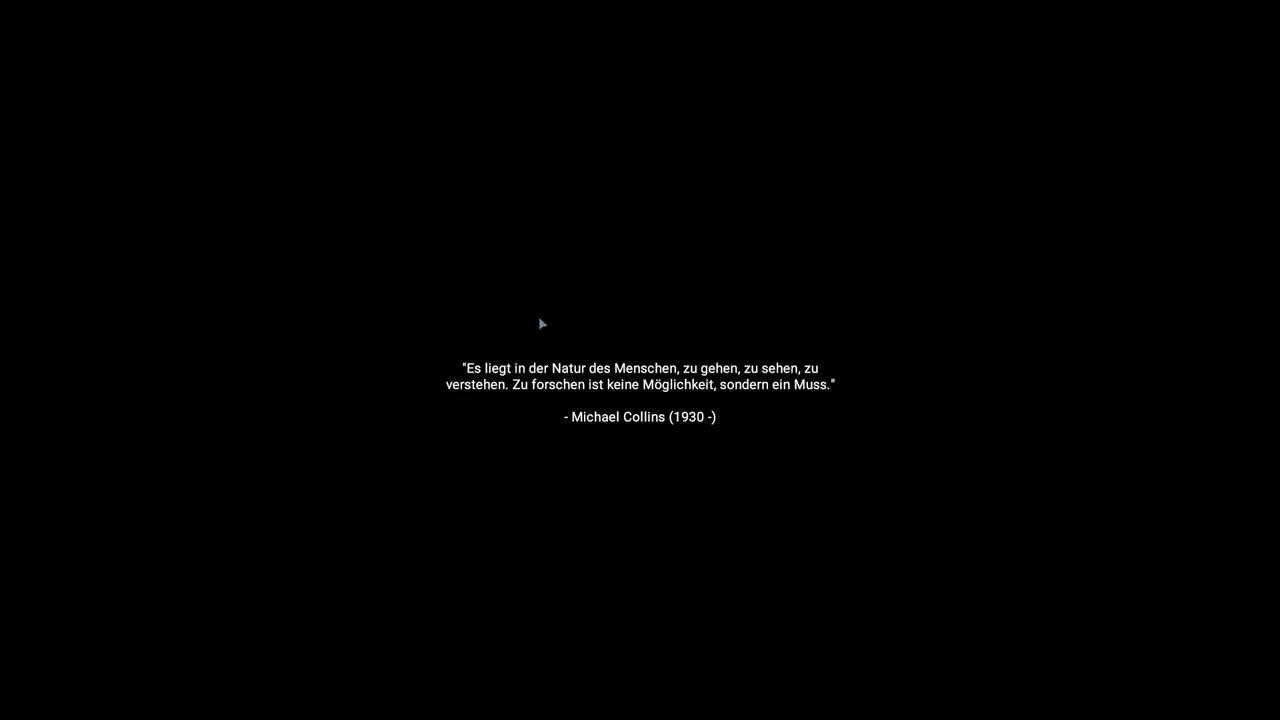 "Es liegt in der Natur des Menschen, zu gehen, zu sehen, zu
verstehen. Zu forschen ist keine Möglichkeit, sondern ein Muss."
- Michael Collins (1930 -)